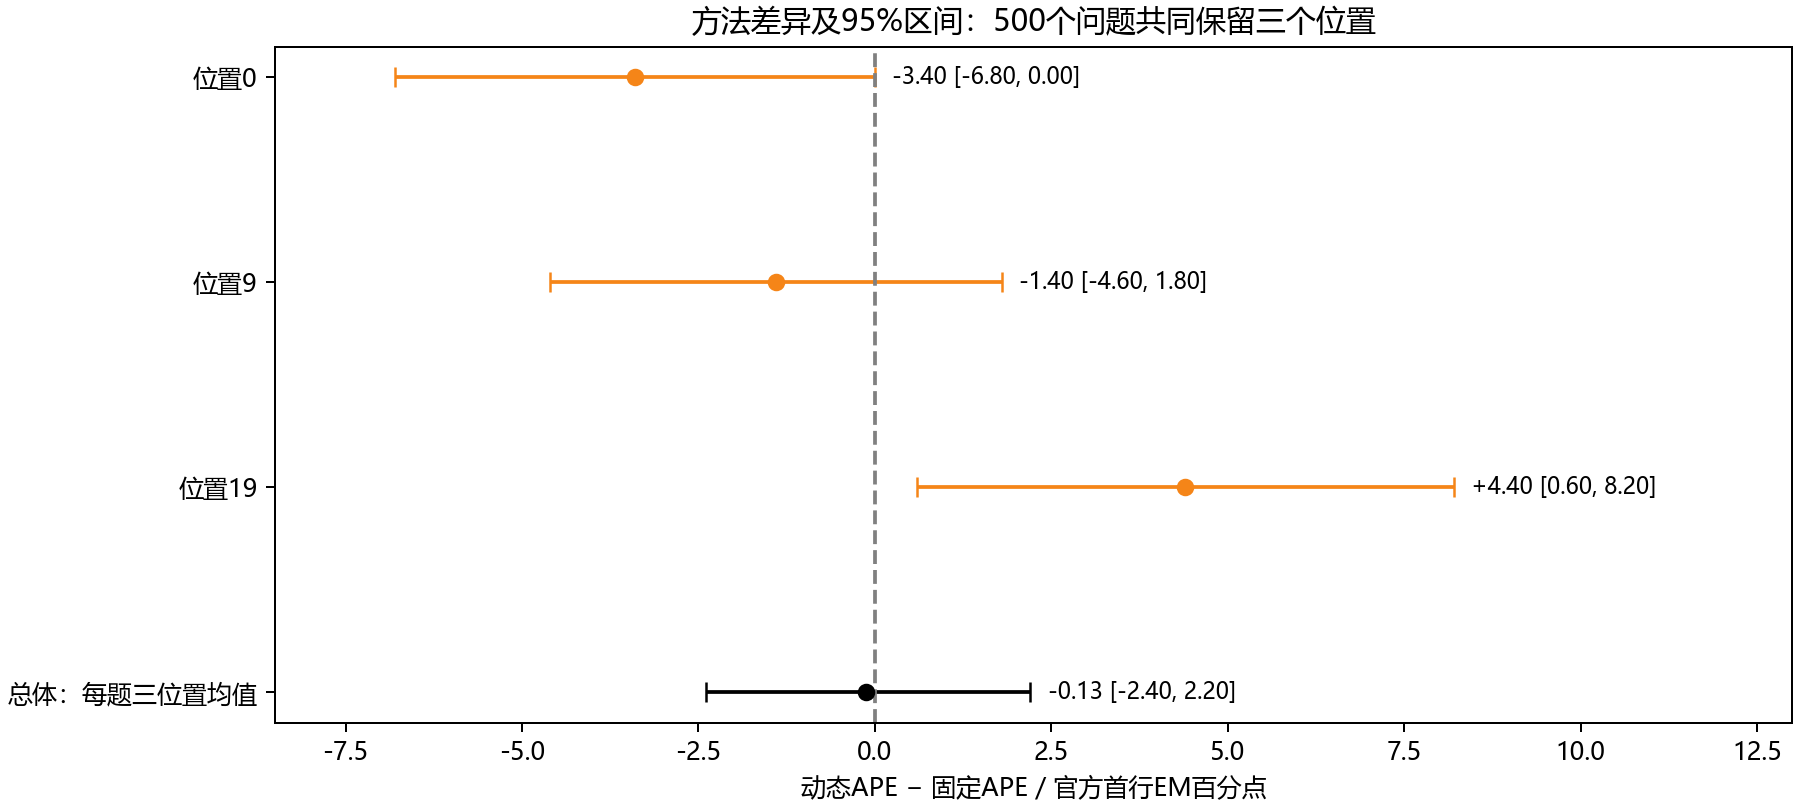 方法差异及95%区间：500个问题共同保留三个位置
位置0
-3.40 [-6.80, 0.00]
位置9
-1.40 [-4.60, 1.80]
位置19
+4.40 [0.60, 8.20]
总体：每题三位置均值
-0.13 [-2.40, 2.20]
-7.5 -5.0 -2.5 0.0 2.5 5.0 7.5 10.0 12.5
动态APE − 固定APE / 官方首行EM百分点